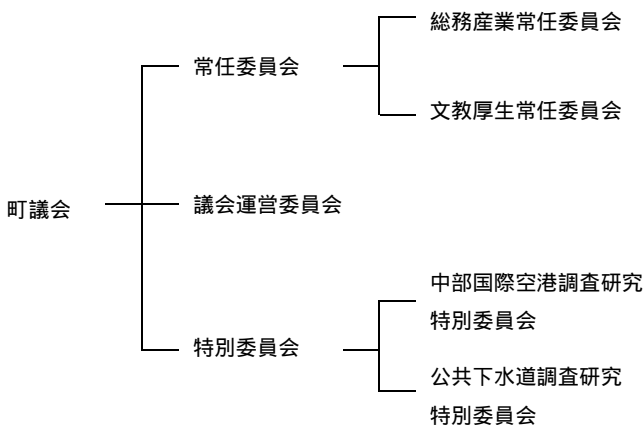 総務産業常任委員会
常任委員会
文教厚生常任委員会
町議会
議会運営委員会
中部国際空港調査研究
特別委員会
特別委員会
公共下水道調査研究
特別委員会